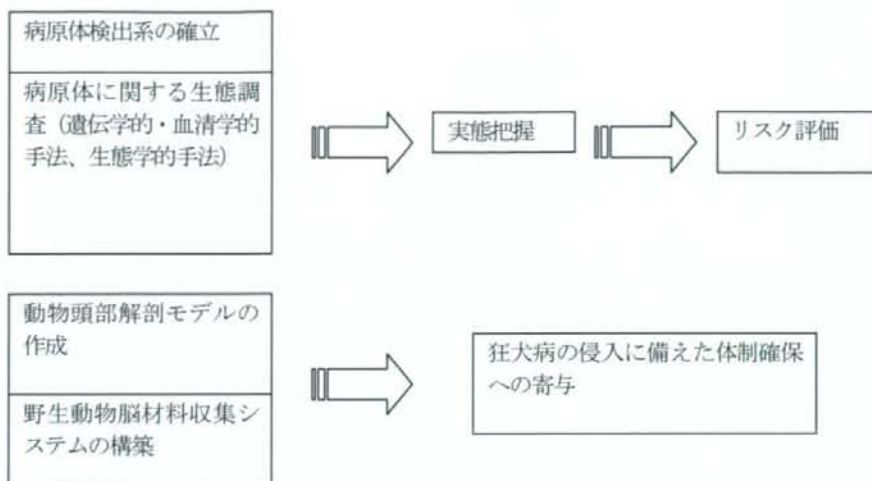 病原体検出系の確立
病原体に関する生態調
査（遺伝学的・血清学的
手法、生態学的手法）
実態把握
リスク評価
動物頭部解剖モデルの
作成
野生動物脳材料収集シ
ステムの構築
狂犬病の侵入に備えた体制確保
への寄与